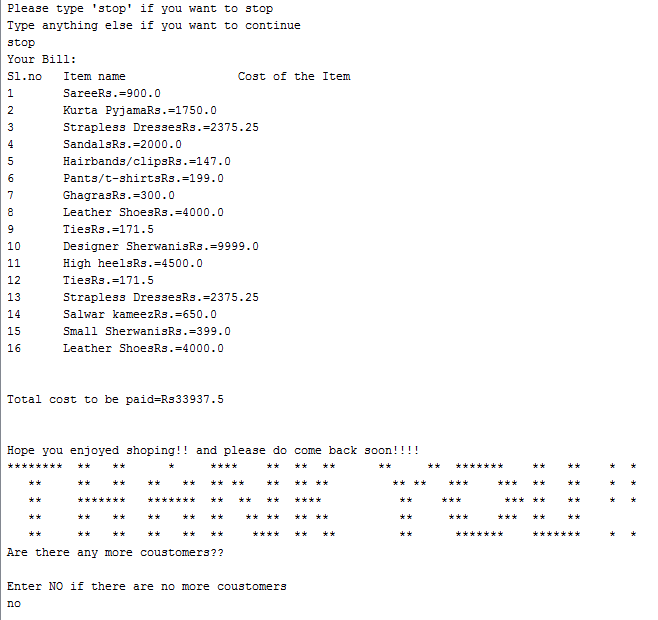 Please type 'stop' if you want to stop
Type anything else if you want to continue
stop
Your Bill:
Sl.no   Item name                Cost of the Item
1       SareeRs.=900.0
2       Kurta PyjamaRs.=1750.0
3       Strapless DressesRs.=2375.25
4       SandalsRs.=2000.0
5       Hairbands/clipsRs.=147.0
6       Pants/t-shirtsRs.=199.0
7       GhagrasRs.=300.0
8       Leather ShoesRs.=4000.0
9       TiesRs.=171.5
10      Designer SherwanisRs.=9999.0
11      High heelsRs.=4500.0
12      TiesRs.=171.5
13      Strapless DressesRs.=2375.25
14      Salwar kameezRs.=650.0
15      Small SherwanisRs.=399.0
16      Leather ShoesRs.=4000.0
Total cost to be paid=Rs33937.5
Hope you enjoyed shoping!! and please do come back soon!!!!
THANK YOU!!
Are there any more coustomers??
Enter NO if there are no more coustomers
no